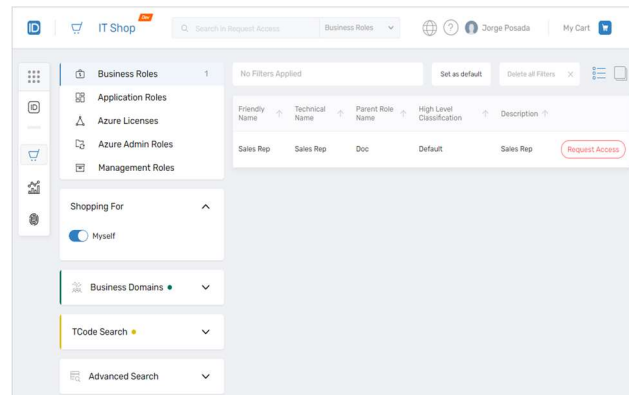 ID
IT Shop
Dev
Search in Request Access
Business Roles
?
Jorge Posada
My Cart
ID
Business Roles 1
Application Roles
Azure Licenses
Azure Admin Roles
Management Roles
Shopping For
Myself
Business Domains
TCode Search
Advanced Search
No Filters Applied
Set as default
Delete all Filters
Friendly Name
Technical Name
Parent Role Name
High Level Classification
Description
Sales Rep
Sales Rep
Doc
Default
Sales Rep
Request Access